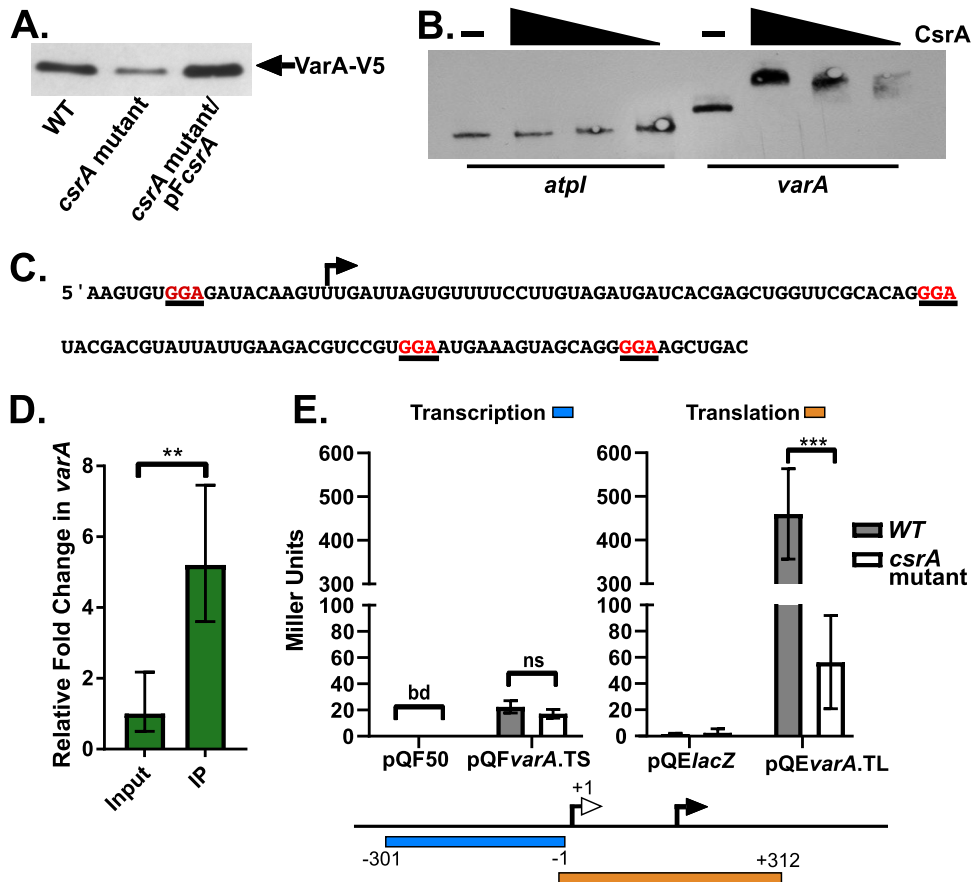 A.
VarA-V5
WT
csrA mutant
csrA mutant/
pFcsrA
B.
CsrA
atpI
varA
C.
5'AAGUGUGGAGAUACAAGUUUGAUUAGUGUUUUCCUUGUAGAUGAUCACGAGCUGGUUCGCACAGGGA
UACGACGUAUUAUUGAAGACGUCCGUGGAAUGAAAGUAGCAGGGGAAGCUGAC
D.
Relative Fold Change in varA
8
6
4
2
0
**
Input
IP
E.
Transcription
Translation
Miller Units
600
500
400
300
100
80
60
40
20
0
bd
ns
pQF50
pQFvarA.TS
600
500
400
300
100
80
60
40
20
0
***
pQElacZ
pQEvarA.TL
WT
csrA
mutant
+1
-301
-1
+312